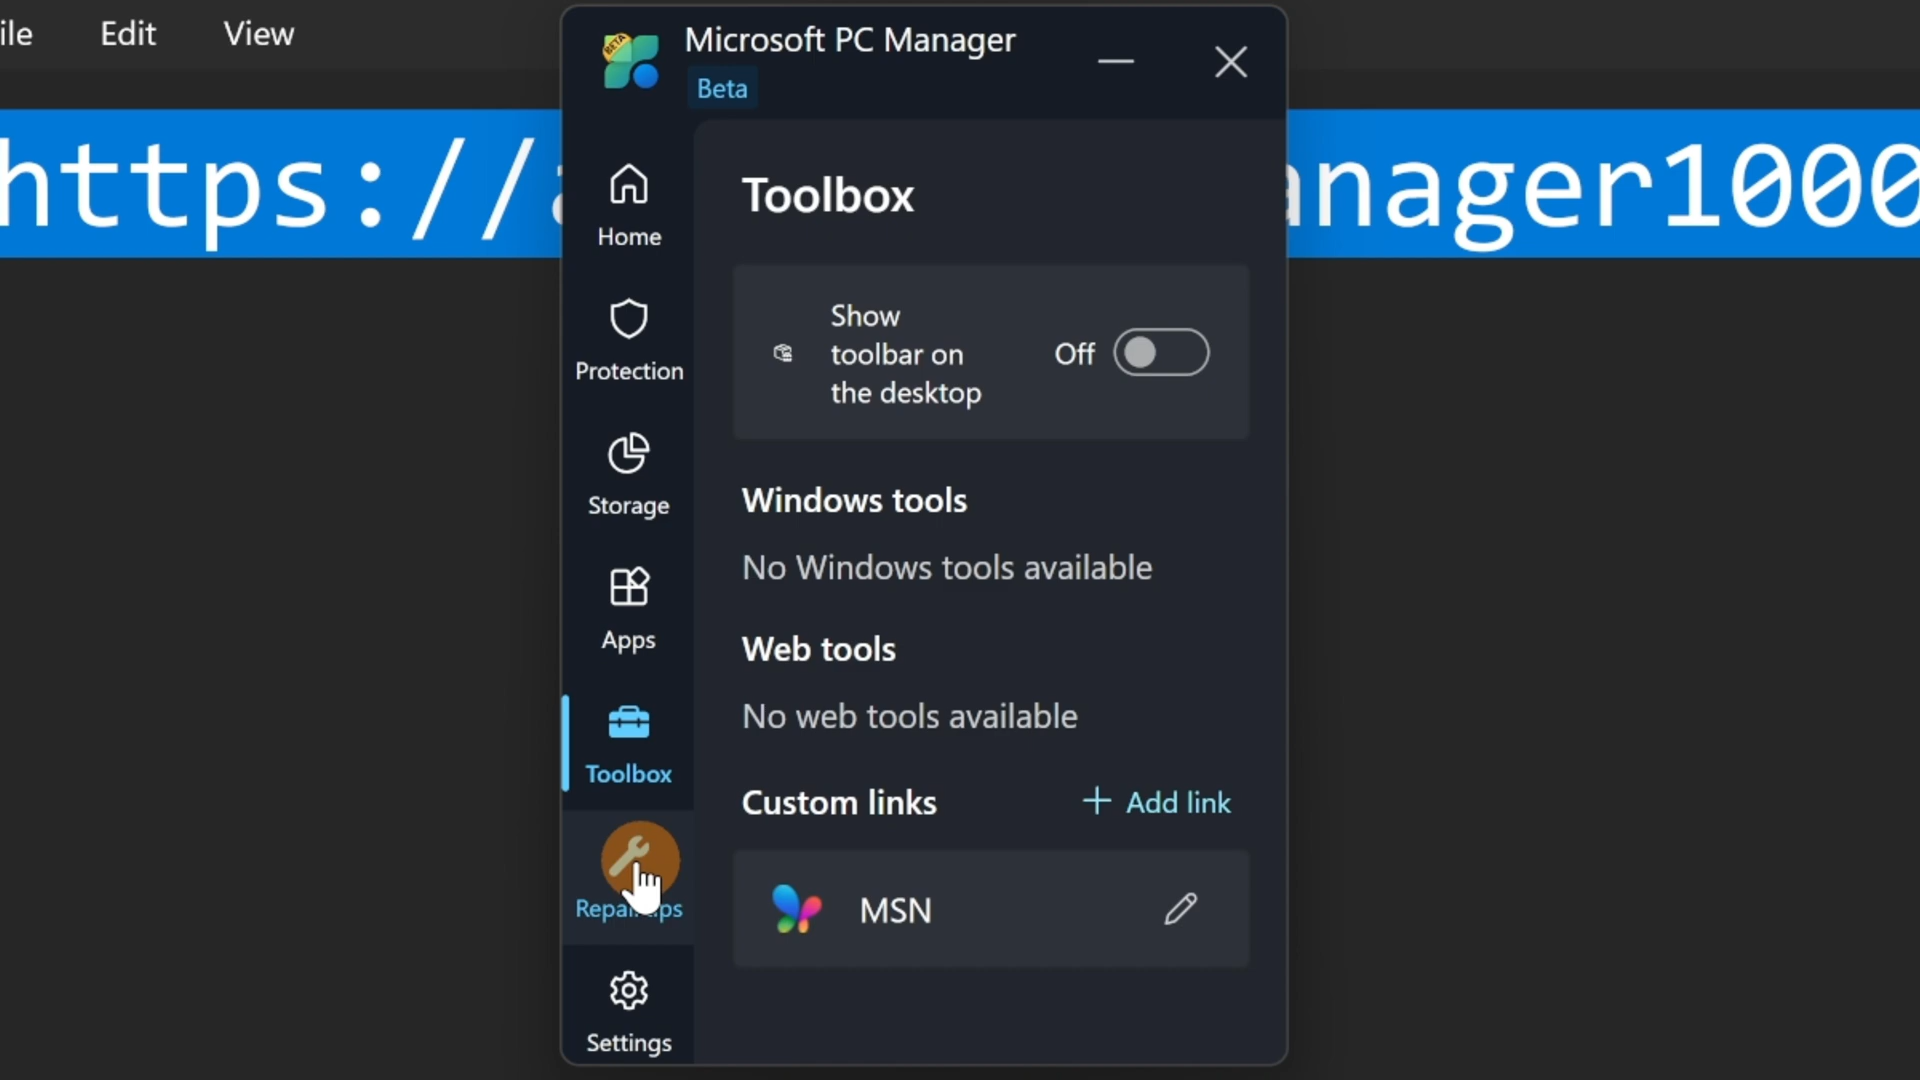 ile Edit View
Microsoft PC Manager
BETA
Beta
https://
anager1000
Home
Protection
Storage
Apps
Toolbox
Settings
Toolbox
Show
toolbar on
the desktop
Off
Windows tools
No Windows tools available
Web tools
No web tools available
Custom links
+ Add link
MSN